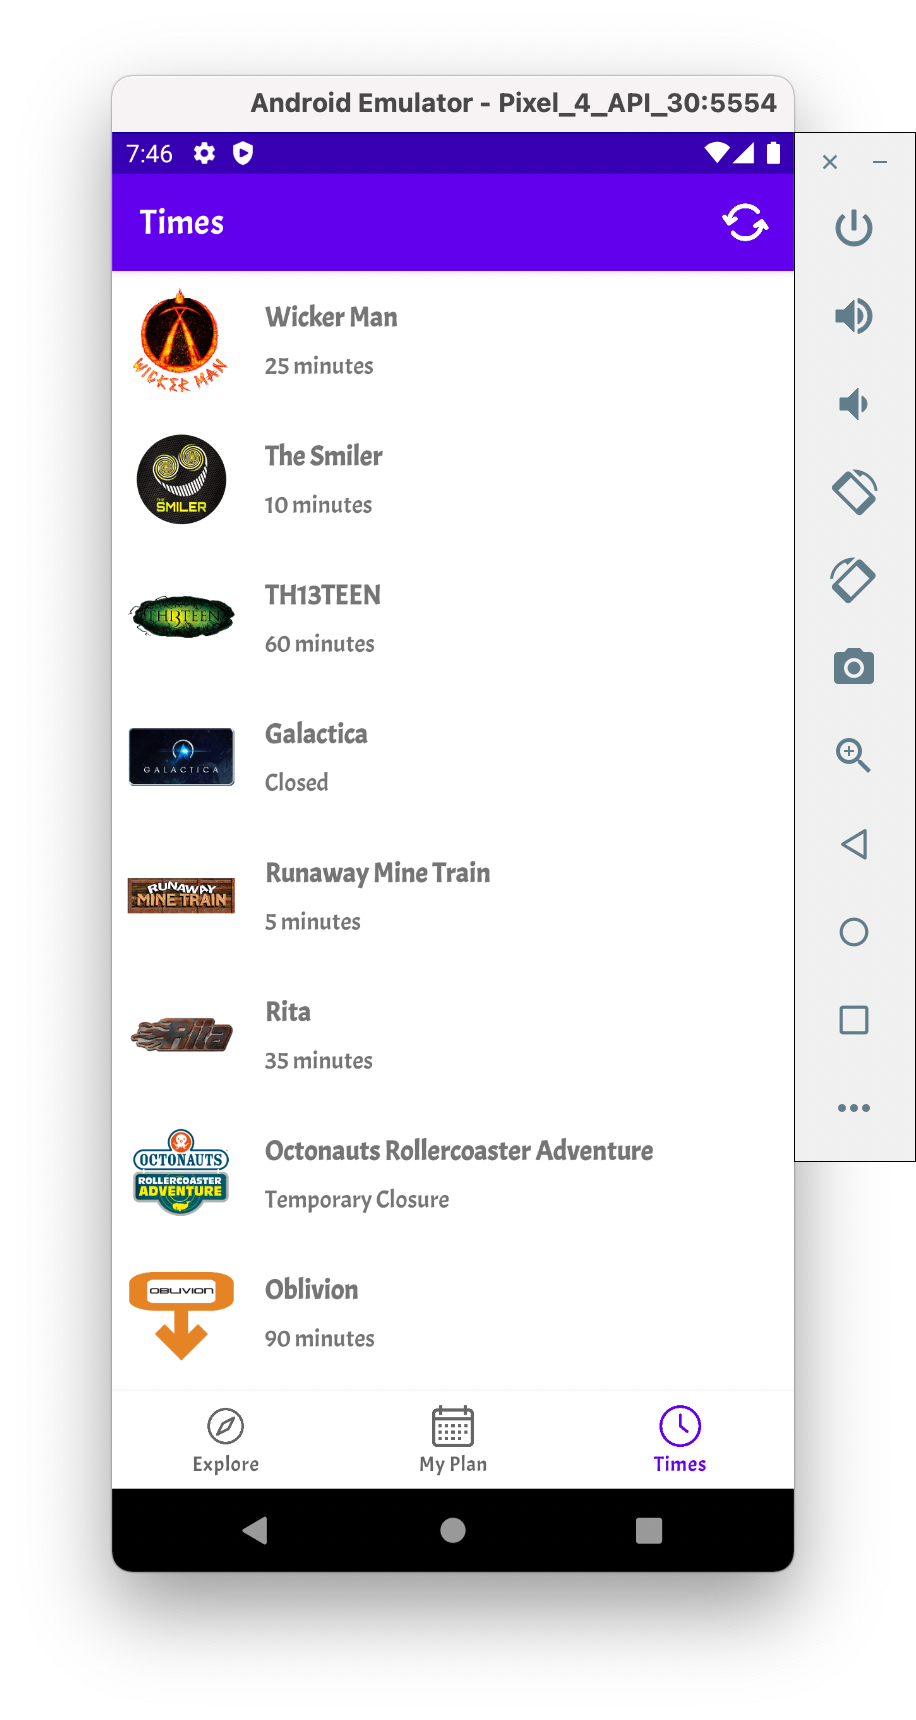 Android Emulator - Pixel_4_API_30:5554
7:46
Times
WICKER MAN
Wicker Man
25 minutes
THE
SMILER
The Smiler
10 minutes
TH13TEEN
TH13TEEN
60 minutes
GALACTICA
Galactica
Closed
RUNAWAY
MINE TRAIN
Runaway Mine Train
5 minutes
Rita
Rita
35 minutes
OCTONAUTS
ROLLERCOASTER
ADVENTURE
Octonauts Rollercoaster Adventure
Temporary Closure
OBLIVION
Oblivion
90 minutes
Explore
My Plan
Times